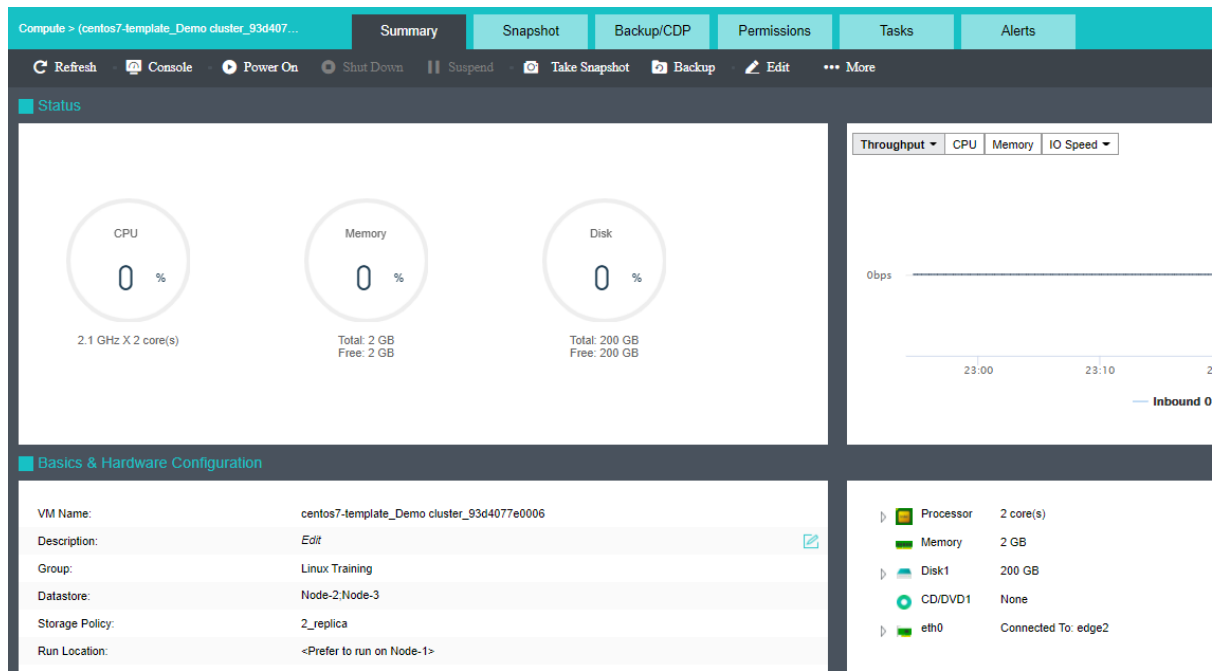 Compute > (centos7-template_Demo cluster_93d407... Summary Snapshot Backup/CDP Permissions Tasks Alerts
Refresh Console Power On Shut Down Suspend Take Snapshot Backup Edit ••• More
Status
Throughput CPU Memory IO Speed
CPU Memory Disk
0 % 0 % 0 %
0bps
2.1 GHz X 2 core(s) Total: 2 GB Total: 200 GB
Free: 2 GB Free: 200 GB
23:00 23:10 2
Inbound 0
Basics & Hardware Configuration
VM Name: centos7-template_Demo cluster_93d4077e0006
Description: Edit
Group: Linux Training
Datastore: Node-2;Node-3
Storage Policy: 2_replica
Run Location: <Prefer to run on Node-1>
Processor 2 core(s)
Memory 2 GB
Disk1 200 GB
CD/DVD1 None
eth0 Connected To: edge2